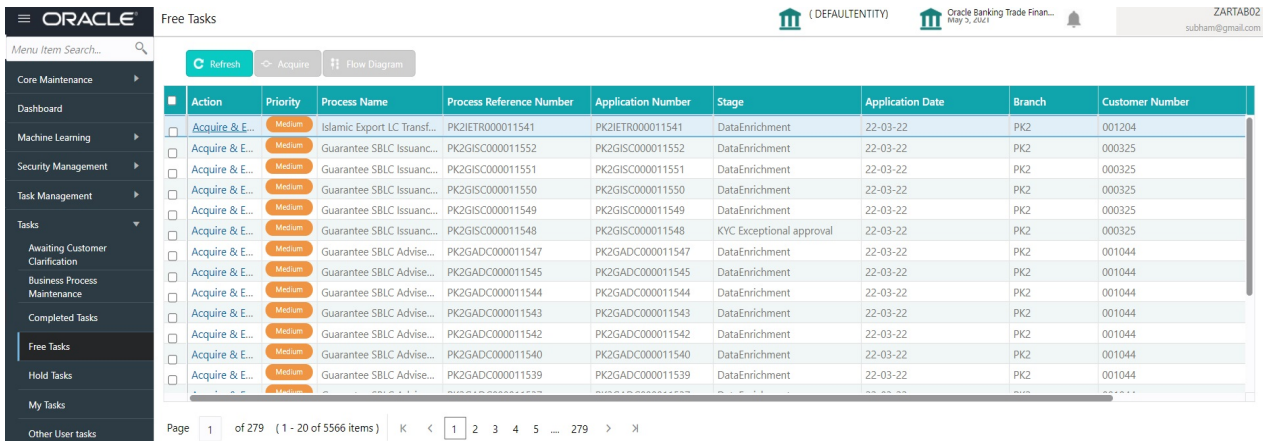 ORACLE
Free Tasks
( DEFAULTENTITY)
Oracle Banking Trade Finan...
May 5, 2021
ZARTAB02
subham@gmail.com
Menu Item Search...
Core Maintenance
Dashboard
Machine Learning
Security Management
Task Management
Tasks
Awaiting Customer
Clarification
Business Process
Maintenance
Completed Tasks
Free Tasks
Hold Tasks
My Tasks
Other User tasks
Refresh Acquire Flow Diagram
Action Priority Process Name Process Reference Number Application Number Stage Application Date Branch Customer Number
Acquire & E... Medium Islamic Export LC Transf... PK2IETR000011541 PK2IETR000011541 DataEnrichment 22-03-22 PK2 001204
Acquire & E... Medium Guarantee SBLC Issuanc... PK2GISC000011552 PK2GISC000011552 DataEnrichment 22-03-22 PK2 000325
Acquire & E... Medium Guarantee SBLC Issuanc... PK2GISC000011551 PK2GISC000011551 DataEnrichment 22-03-22 PK2 000325
Acquire & E... Medium Guarantee SBLC Issuanc... PK2GISC000011550 PK2GISC000011550 DataEnrichment 22-03-22 PK2 000325
Acquire & E... Medium Guarantee SBLC Issuanc... PK2GISC000011549 PK2GISC000011549 DataEnrichment 22-03-22 PK2 000325
Acquire & E... Medium Guarantee SBLC Issuanc... PK2GISC000011548 PK2GISC000011548 KYC Exceptional approval 22-03-22 PK2 000325
Acquire & E... Medium Guarantee SBLC Advise... PK2GADC000011547 PK2GADC000011547 DataEnrichment 22-03-22 PK2 001044
Acquire & E... Medium Guarantee SBLC Advise... PK2GADC000011545 PK2GADC000011545 DataEnrichment 22-03-22 PK2 001044
Acquire & E... Medium Guarantee SBLC Advise... PK2GADC000011544 PK2GADC000011544 DataEnrichment 22-03-22 PK2 001044
Acquire & E... Medium Guarantee SBLC Advise... PK2GADC000011543 PK2GADC000011543 DataEnrichment 22-03-22 PK2 001044
Acquire & E... Medium Guarantee SBLC Advise... PK2GADC000011542 PK2GADC000011542 DataEnrichment 22-03-22 PK2 001044
Acquire & E... Medium Guarantee SBLC Advise... PK2GADC000011540 PK2GADC000011540 DataEnrichment 22-03-22 PK2 001044
Acquire & E... Medium Guarantee SBLC Advise... PK2GADC000011539 PK2GADC000011539 DataEnrichment 22-03-22 PK2 001044
Page 1 of 279 ( 1 - 20 of 5566 items ) 1 2 3 4 5 ... 279